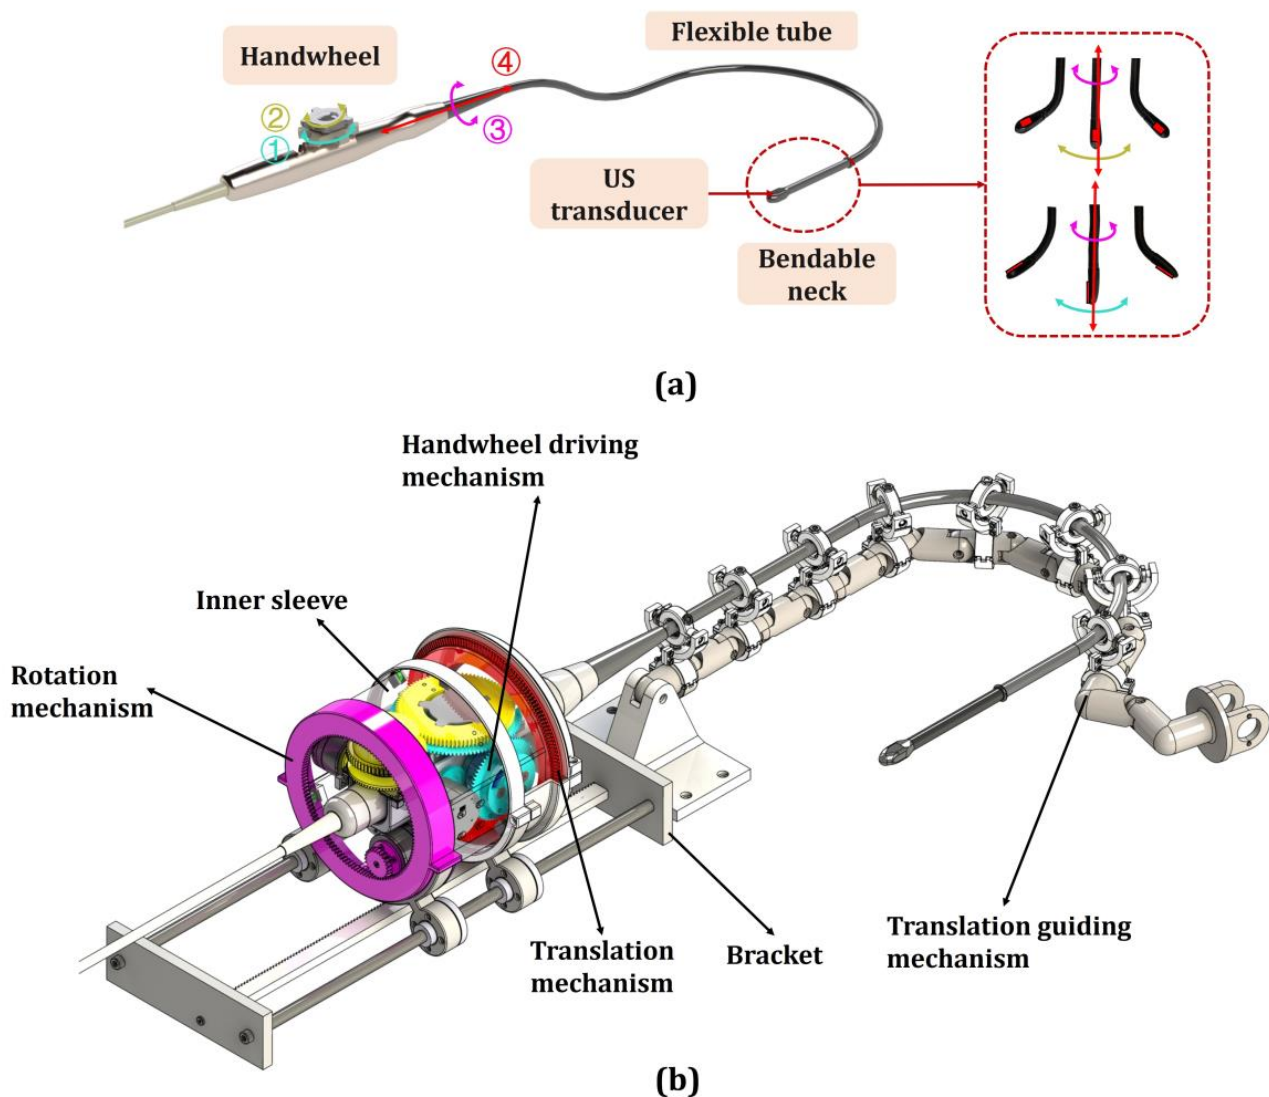 Flexible tube
Handwheel
④
②
③
①
US
transducer
Bendable
neck
(a)
Handwheel driving
mechanism
Inner sleeve
Rotation
mechanism
Translation guiding
mechanism
Translation
mechanism
Bracket
(b)